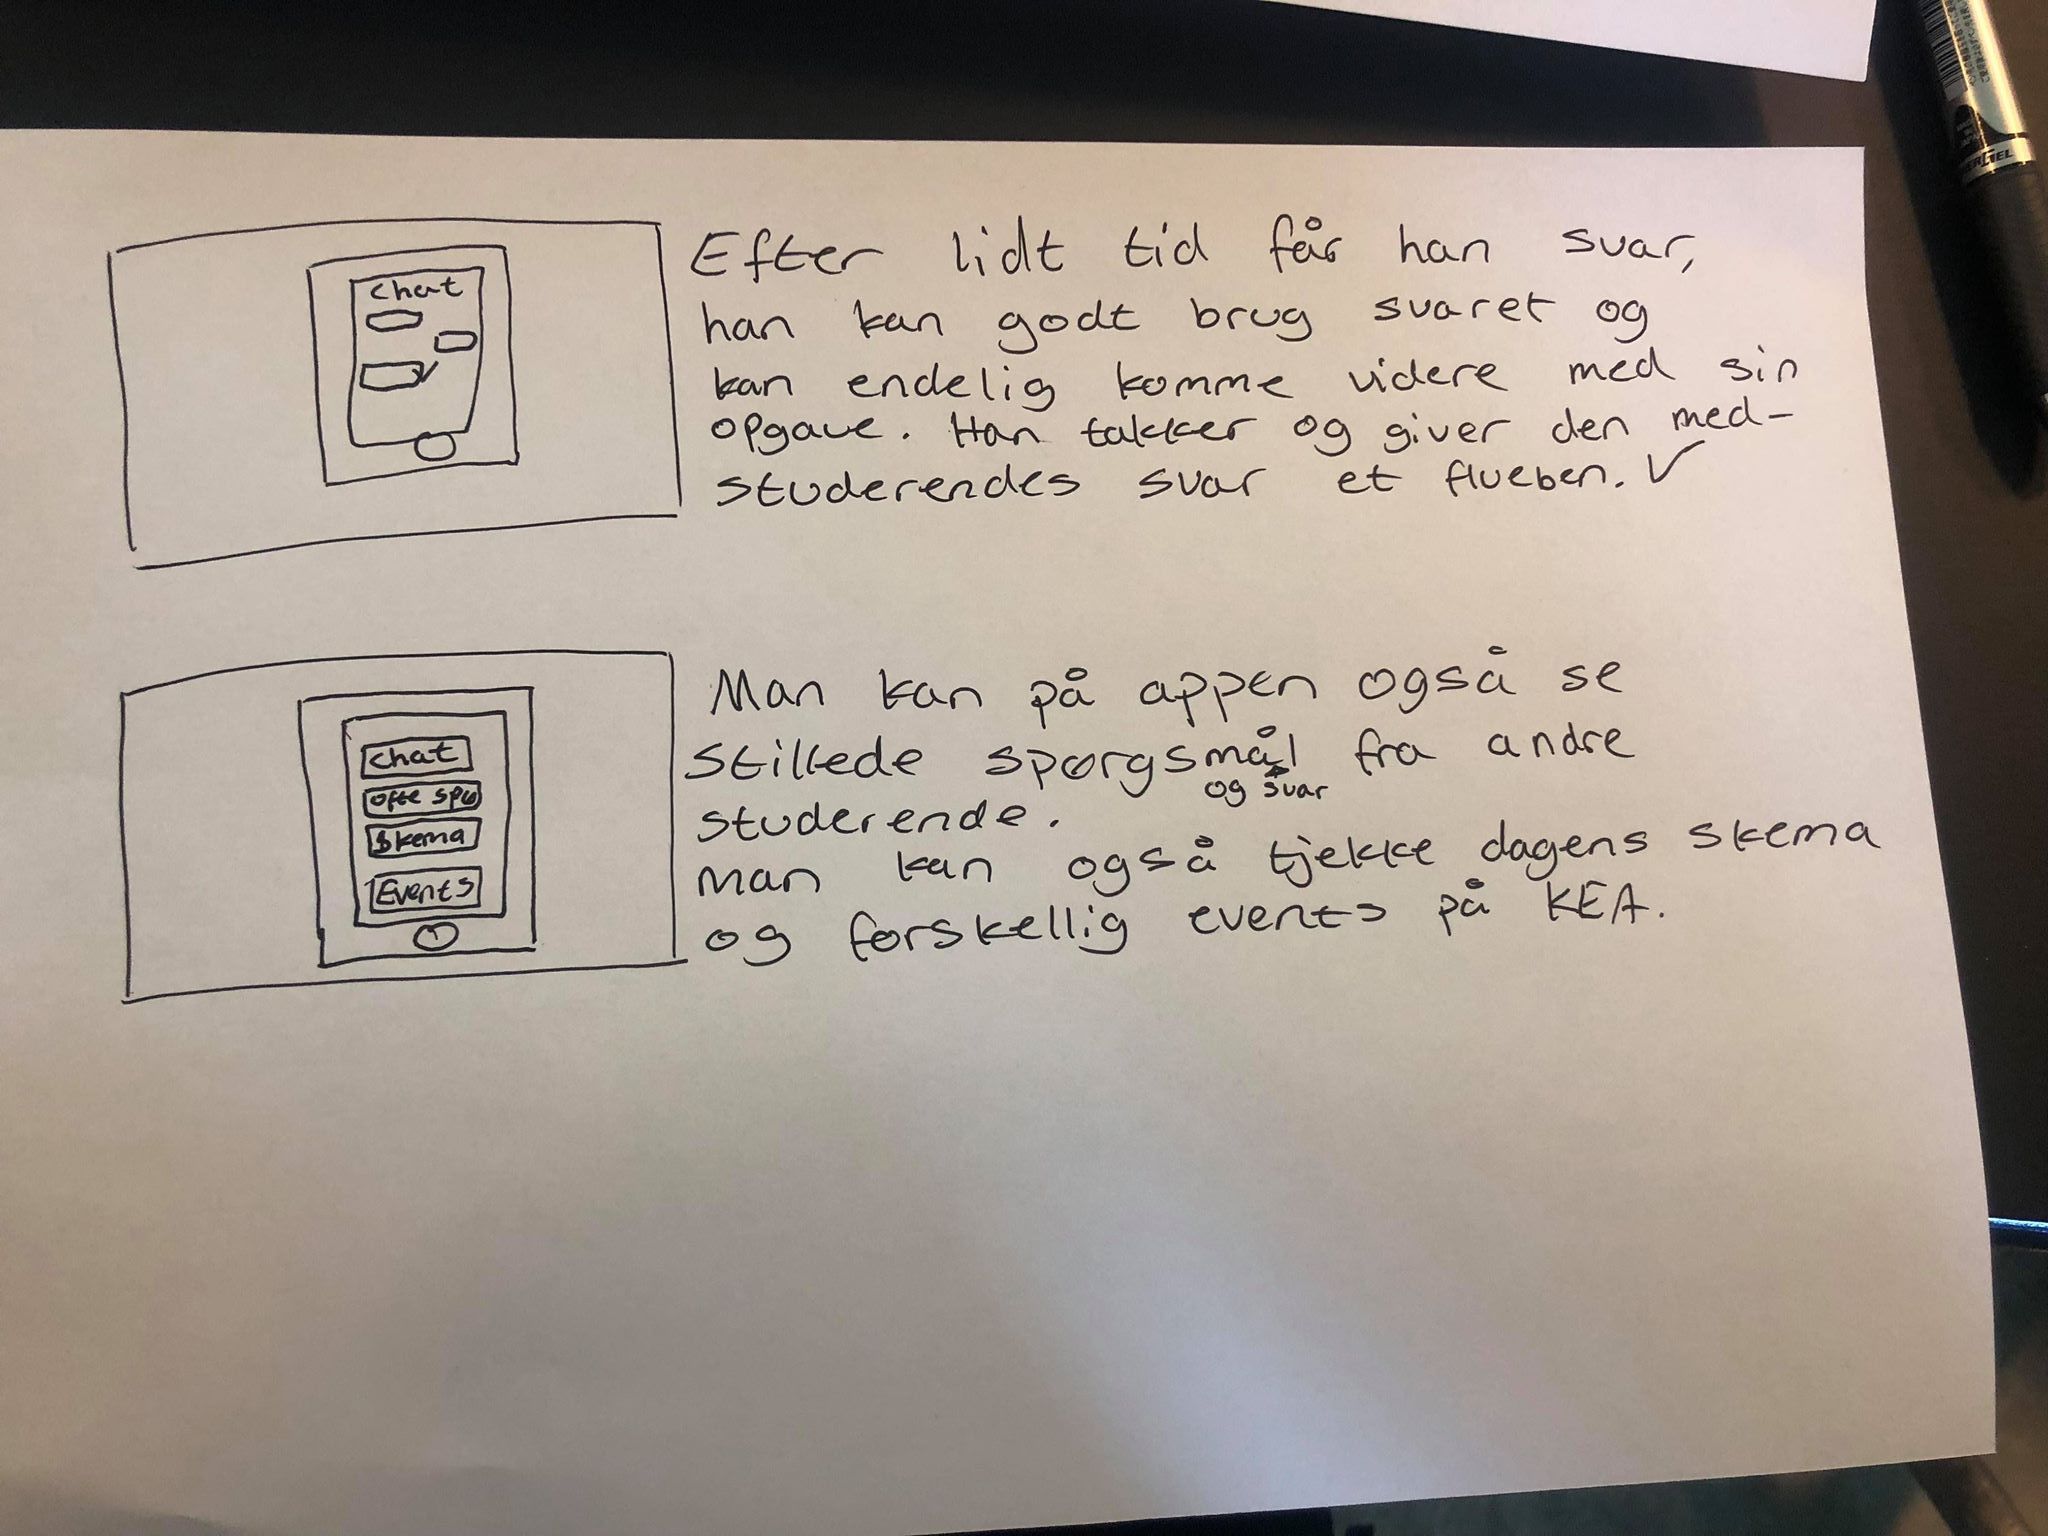 chat
Efter lidt tid får han svar,
han kan godt brug svaret og
kan endelig komme videre med sin
opgave. Han takker og giver den med-
studerendes svar et flueben. ✓
chat
ofte spø
Skema
Events
Man kan på appen også se
stillede spørgsmål fra andre
og svar
studerende.
man kan også tjekke dagens skema
og forskellig events på KEA.